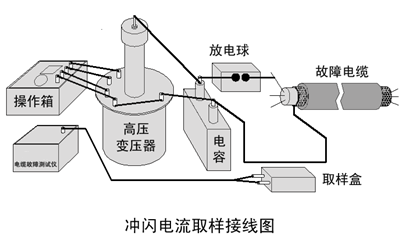 放电球
故障电缆
操作箱
高压
变压器
电容
电缆故障测试仪
取样盒
冲闪电流取样接线图